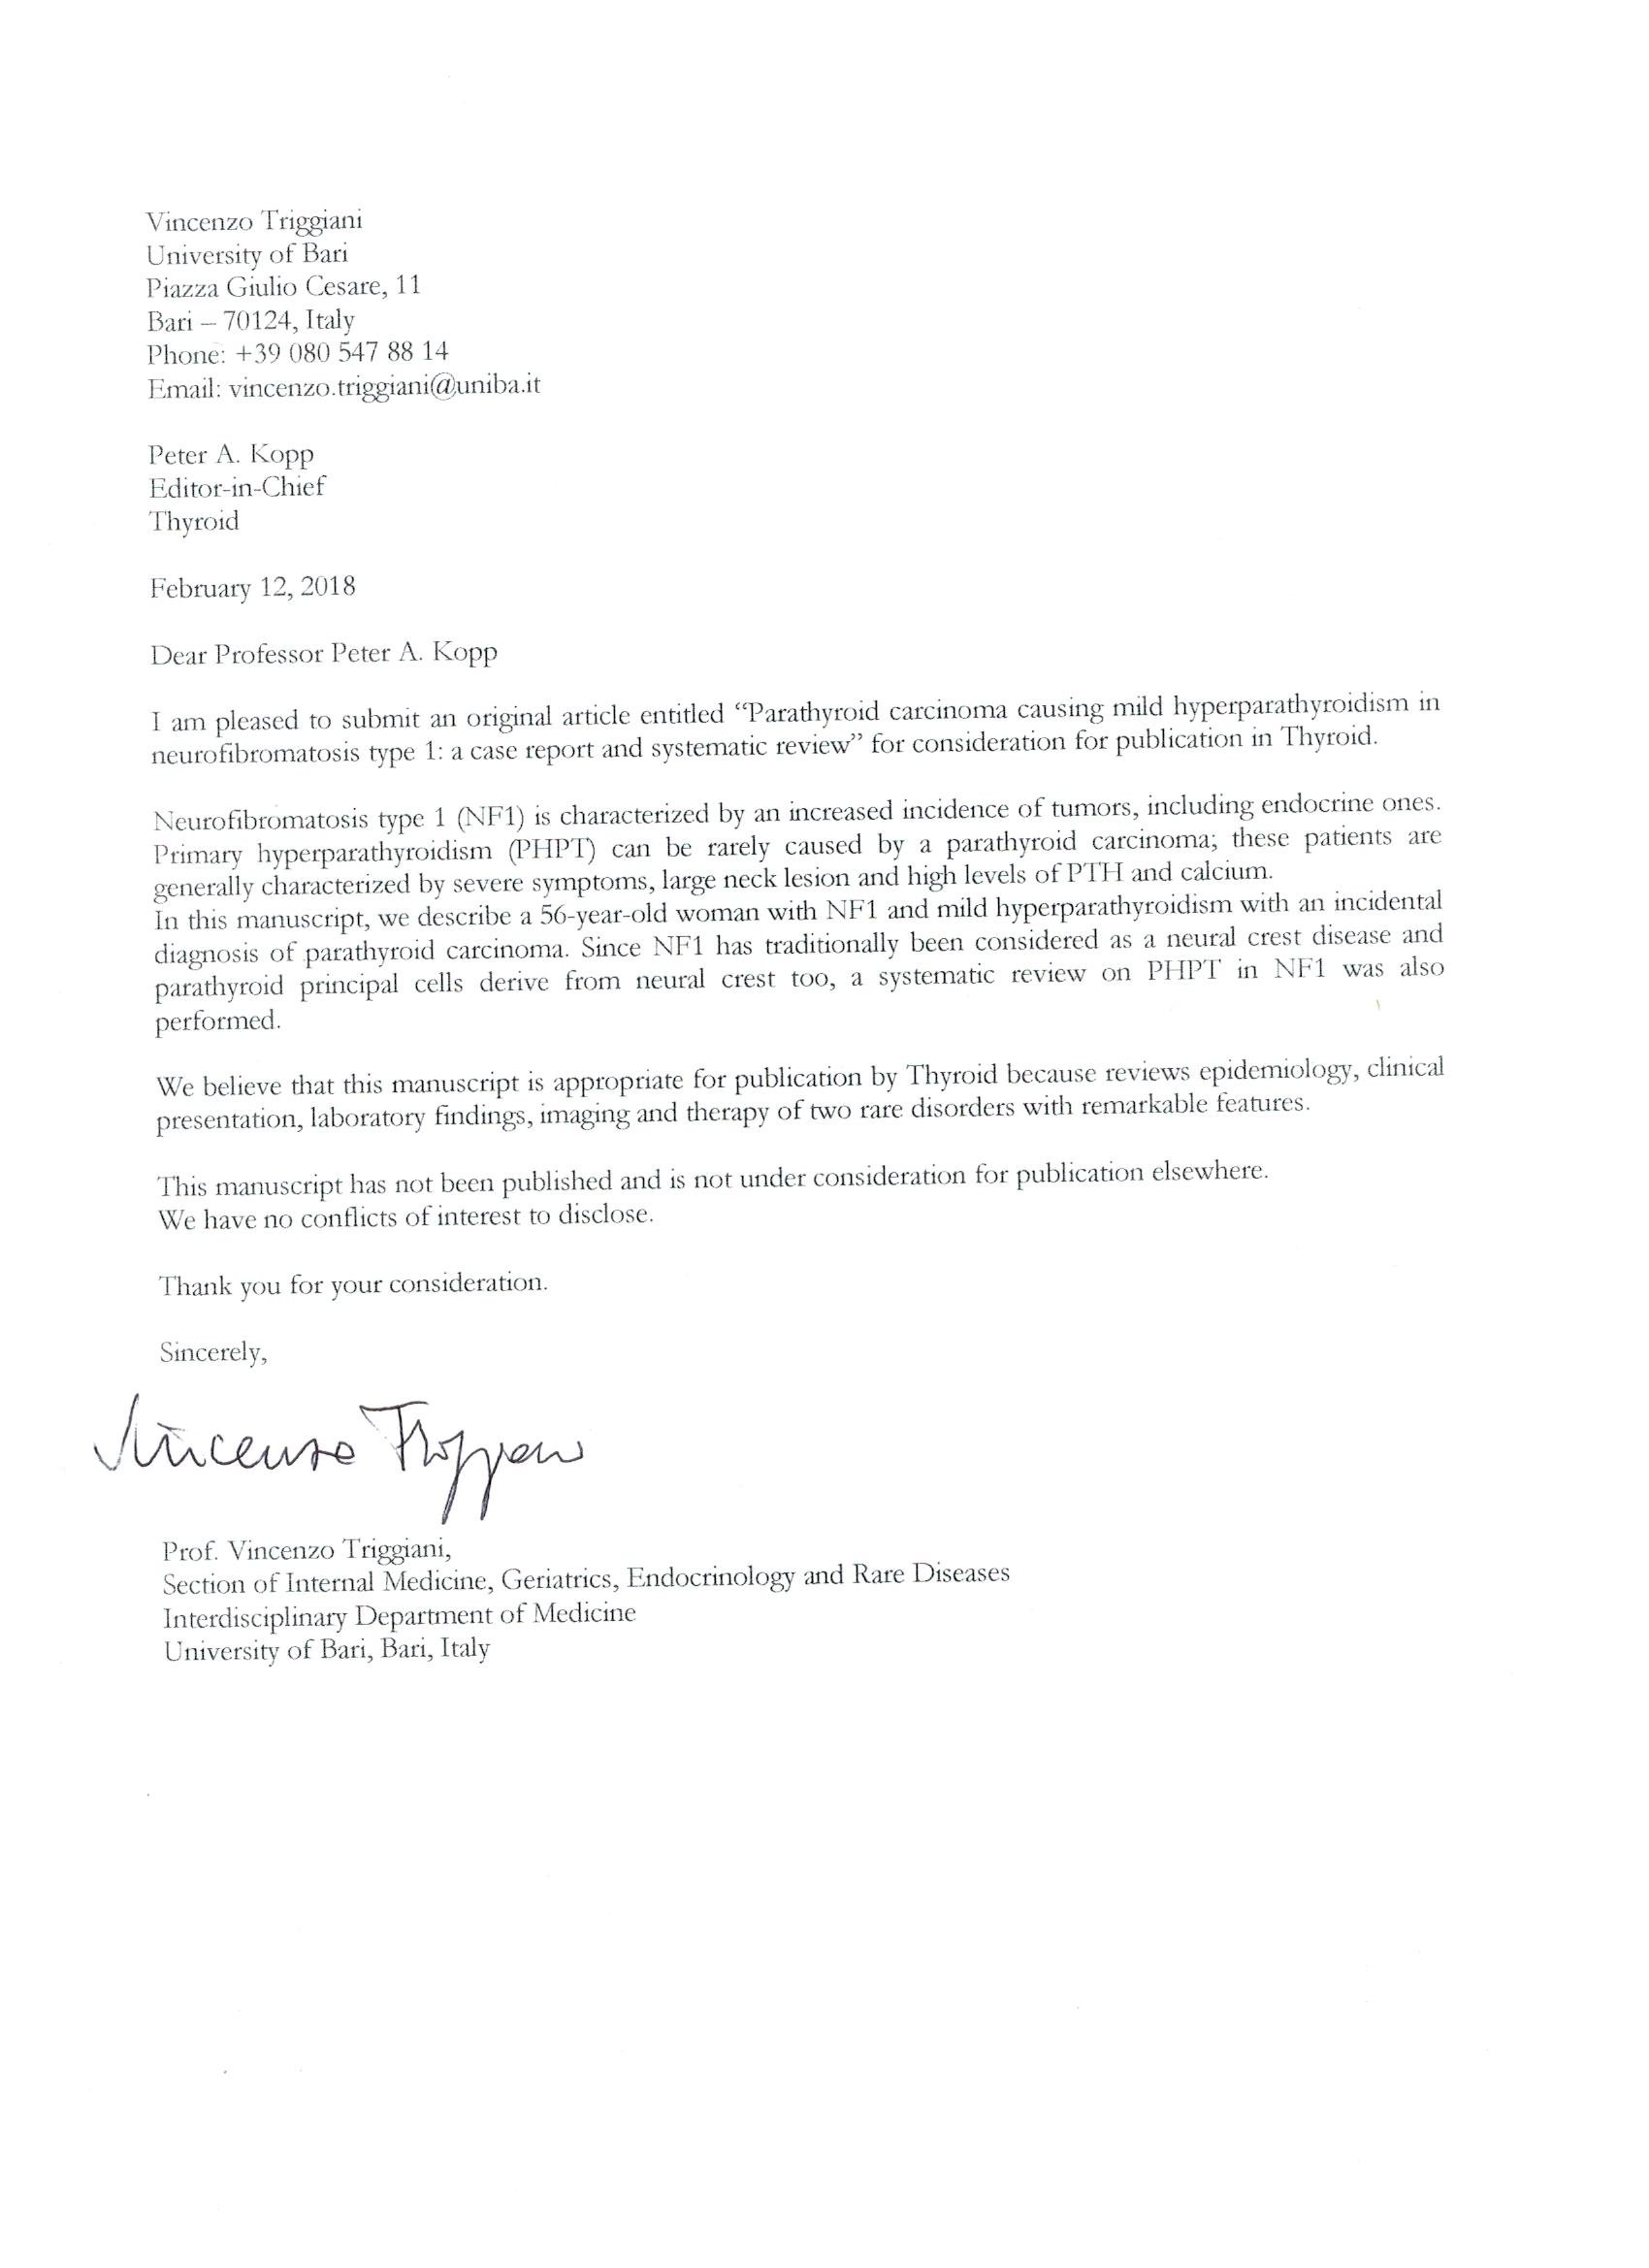 Vincenzo Triggiani
University of Bari
Piazza Giulio Cesare, 11
Bari – 70124, Italy
Phone: +39 080 547 88 14
Email: vincenzo.triggiani@uniba.it
Peter A. Kopp
Editor-in-Chief
Thyroid
February 12, 2018
Dear Professor Peter A. Kopp
I am pleased to submit an original article entitled “Parathyroid carcinoma causing mild hyperparathyroidism in
neurofibromatosis type 1: a case report and systematic review” for consideration for publication in Thyroid.
Neurofibromatosis type 1 (NF1) is characterized by an increased incidence of tumors, including endocrine ones.
Primary hyperparathyroidism (PHPT) can be rarely caused by a parathyroid carcinoma; these patients are
generally characterized by severe symptoms, large neck lesion and high levels of PTH and calcium.
In this manuscript, we describe a 56-year-old woman with NF1 and mild hyperparathyroidism with an incidental
diagnosis of parathyroid carcinoma. Since NF1 has traditionally been considered as a neural crest disease and
parathyroid principal cells derive from neural crest too, a systematic review on PHPT in NF1 was also
performed.
We believe that this manuscript is appropriate for publication by Thyroid because reviews epidemiology, clinical
presentation, laboratory findings, imaging and therapy of two rare disorders with remarkable features.
This manuscript has not been published and is not under consideration for publication elsewhere.
We have no conflicts of interest to disclose.
Thank you for your consideration.
Sincerely,
Vincenzo Triggiani
Prof. Vincenzo Triggiani,
Section of Internal Medicine, Geriatrics, Endocrinology and Rare Diseases
Interdisciplinary Department of Medicine
University of Bari, Bari, Italy